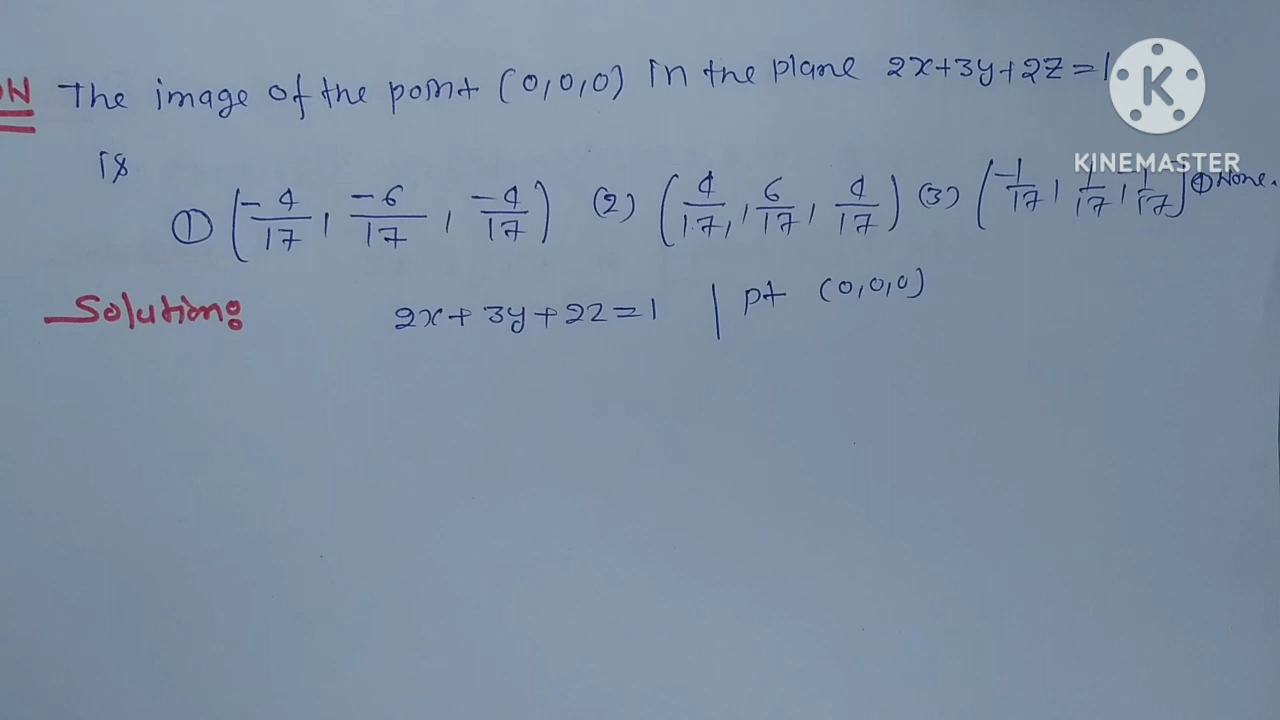 ON The image of the point (0,0,0) in the plane 2x+3y+2z=1
is
① (-4/17, -6/17, -4/17) (2) (4/17, 6/17, 4/17) (3) (-1/17, 1/17, 1/17) ④ None.
Solution: 2x+3y+2z=1 | pt (0,0,0)
K
KINEMASTER